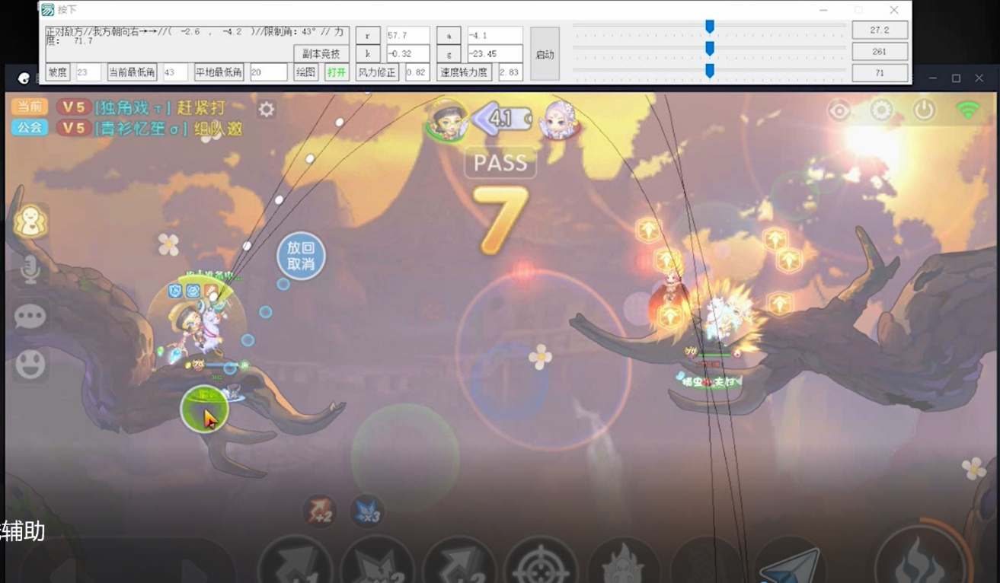 按下
正对敌方//我方朝向右→→//( -2.6 , -4.2 )//限制角: 43° // 力
度: 71.7
副本竞技
坡度 23 当前最低角 43 平地最低角 20 绘图 打开
r 57.7 a -4.1
k -0.32 g -23.45
风力修正 0.82 速度转力度 2.83
启动
27.2
261
71
当前 V5 [独角戏 τ] 赶紧打
公会 V5 [青衫忆笙 σ] 组队邀
4.1
PASS
7
放回
取消
+2
x3
辅助